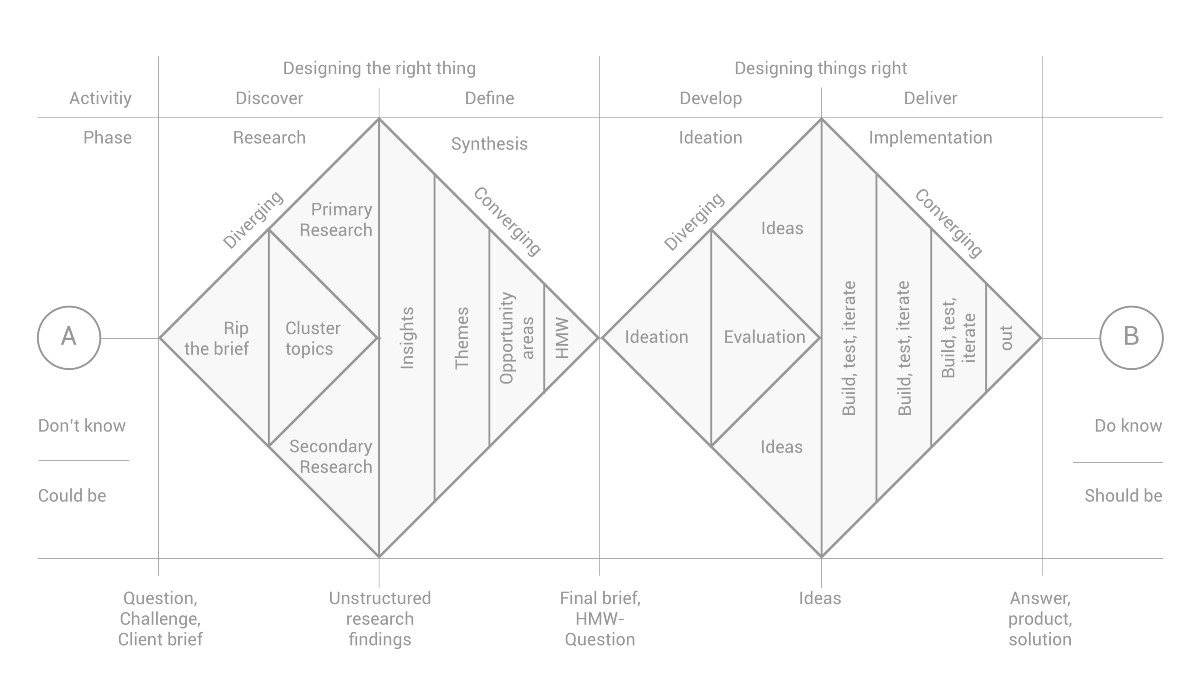 Designing the right thing
Designing things right
Activitiy
Discover
Define
Develop
Deliver
Phase
Research
Synthesis
Ideation
Implementation
Diverging
Converging
Diverging
Converging
Primary
Research
Ideas
A
Rip
the brief
Cluster
topics
Insights
Themes
Opportunity
areas
HMW
Ideation
Evaluation
Build, test, iterate
Build, test, iterate
Build, test,
iterate
out
B
Don't know
Could be
Secondary
Research
Ideas
Do know
Should be
Question,
Challenge,
Client brief
Unstructured
research
findings
Final brief,
HMW-
Question
Ideas
Answer,
product,
solution